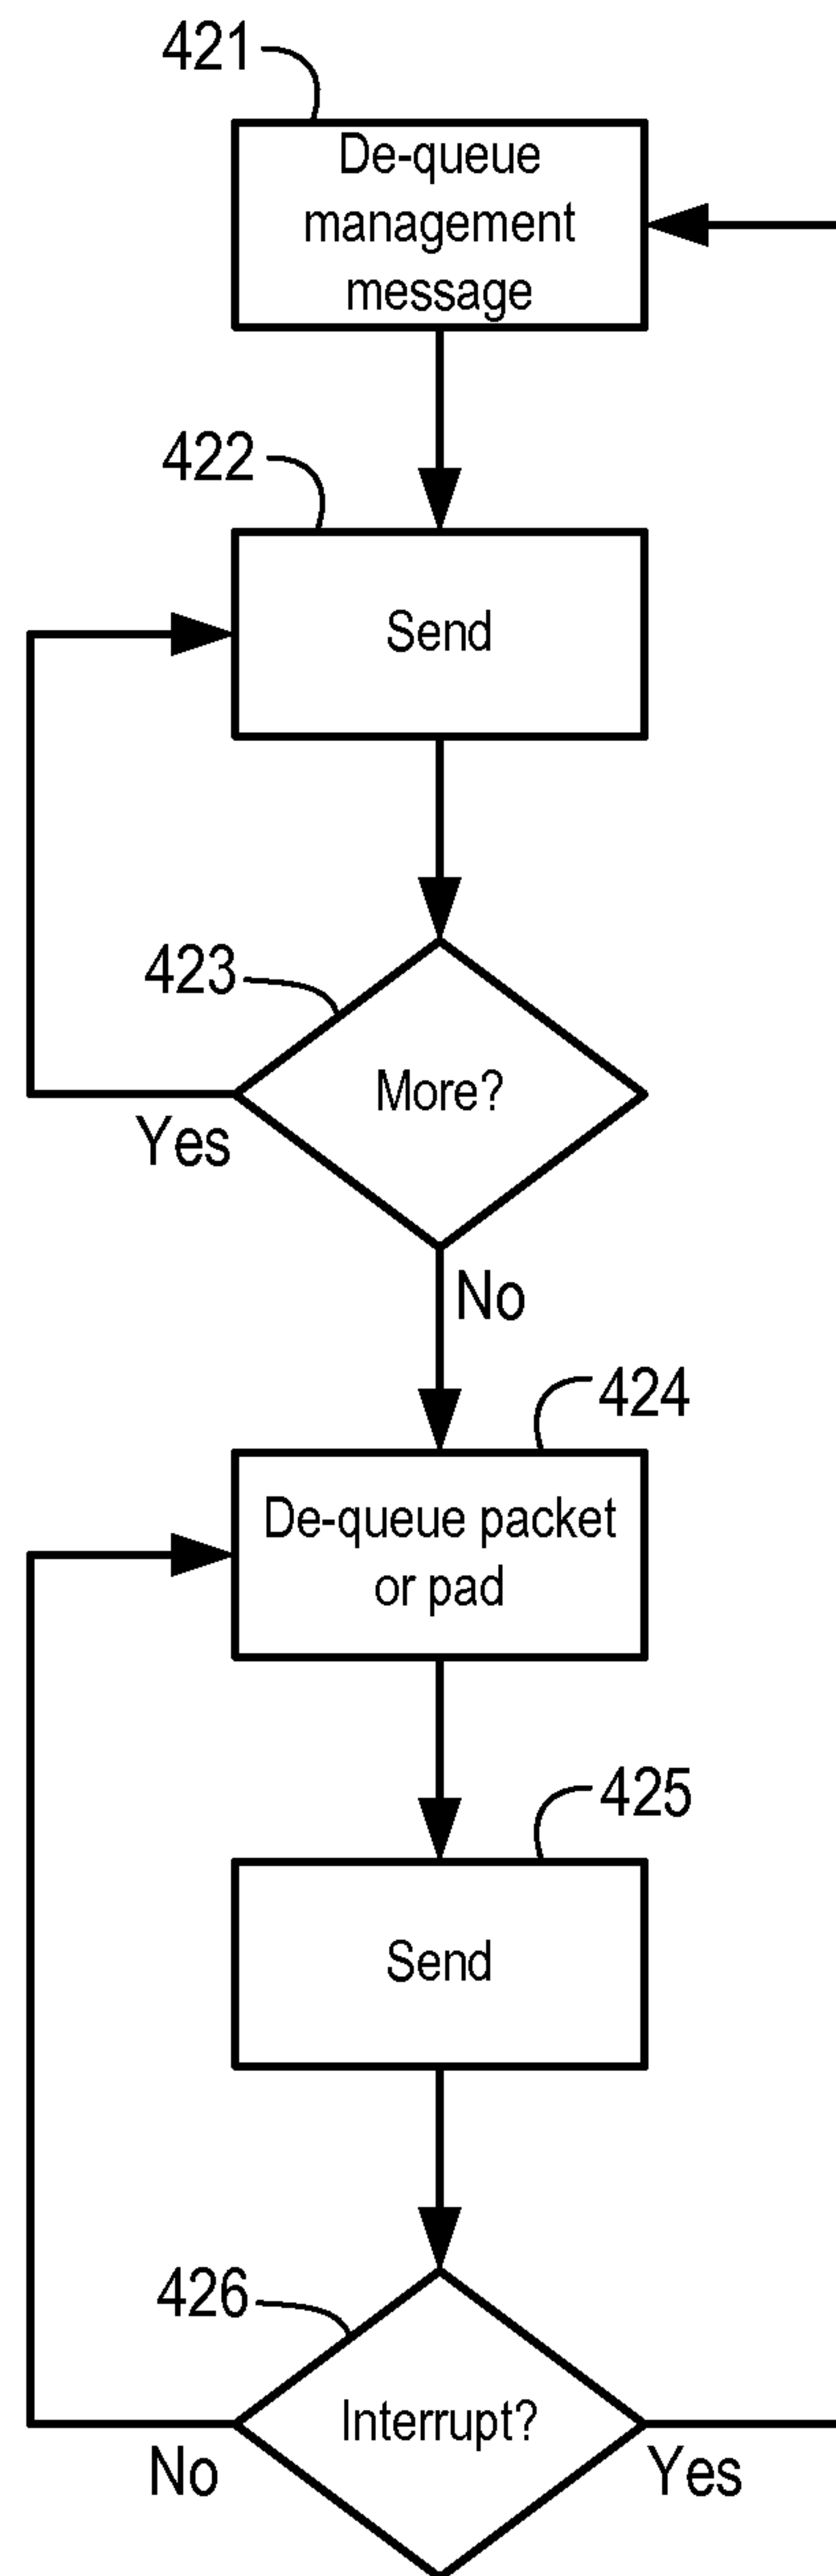 421
De-queue
management
message
422
Send
423
More?
Yes
No
424
De-queue packet
or pad
425
Send
426
Interrupt?
No
Yes